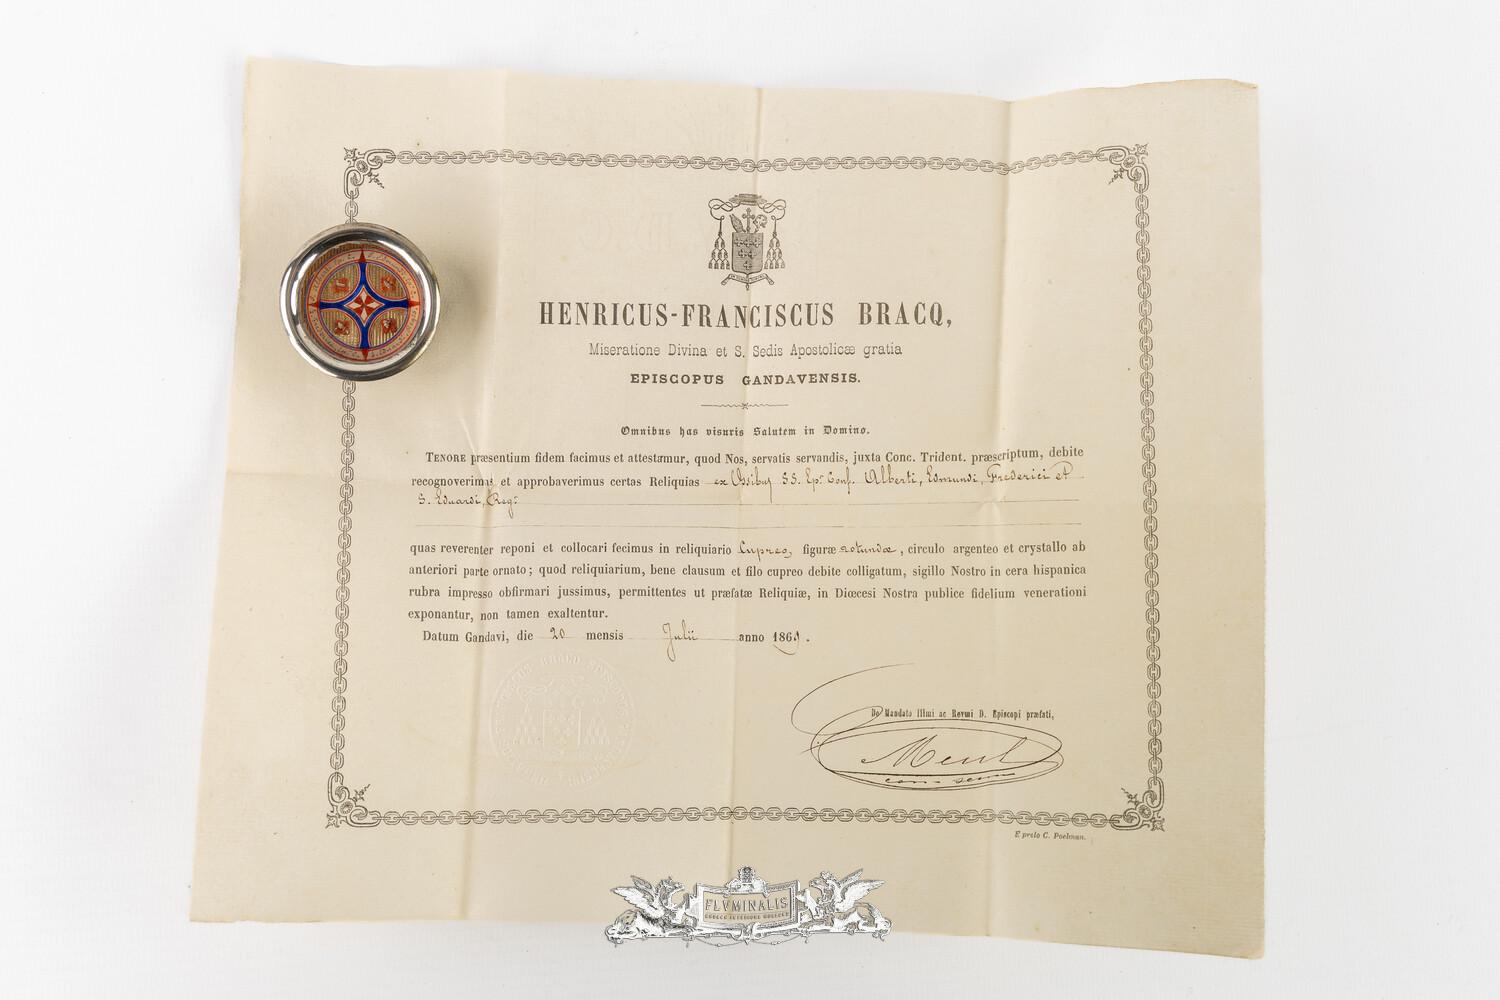 HENRICUS-FRANCISCUS BRACQ,
Miseratione Divina et S. Sedis Apostolicæ gratia
EPISCOPUS GANDAVENSIS.
Omnibus has visuris Salutem in Domino.
TENORE præsentium fidem facimus et attestamur, quod Nos, servatis servandis, juxta Conc. Trident. præscriptum, debite
recognoverimus et approbaverimus certas Reliquias ex Ossibus SS. Ep. Conf. Alberti, Edmundi, Frederici et
S. Eduardi, Reg.
quas reverenter reponi et collocari fecimus in reliquiario cupreo, figuræ rotundæ, circulo argenteo et crystallo ab
anteriori parte ornato; quod reliquiarium, bene clausum et filo cupreo debite colligatum, sigillo Nostro in cera hispanica
rubra impresso obfirmari jussimus, permittentes ut præfatæ Reliquiæ, in Diœcesi Nostra publice fidelium venerationi
exponantur, non tamen exaltentur.
Datum Gandavi, die 20 mensis Julii anno 1869.
De Mandato Illmi ac Revmi D. Episcopi præfati,
E prelo C. Poelman.
FLVMINALIS